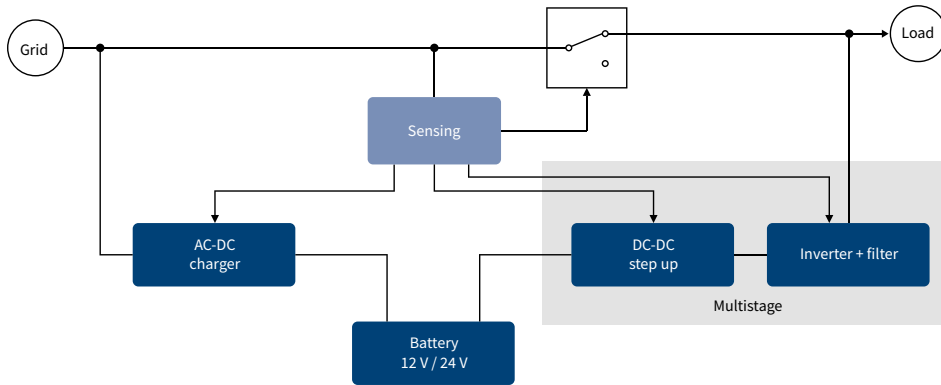 Grid
Load
Sensing
AC-DC
charger
DC-DC
step up
Inverter + filter
Multistage
Battery
12 V / 24 V